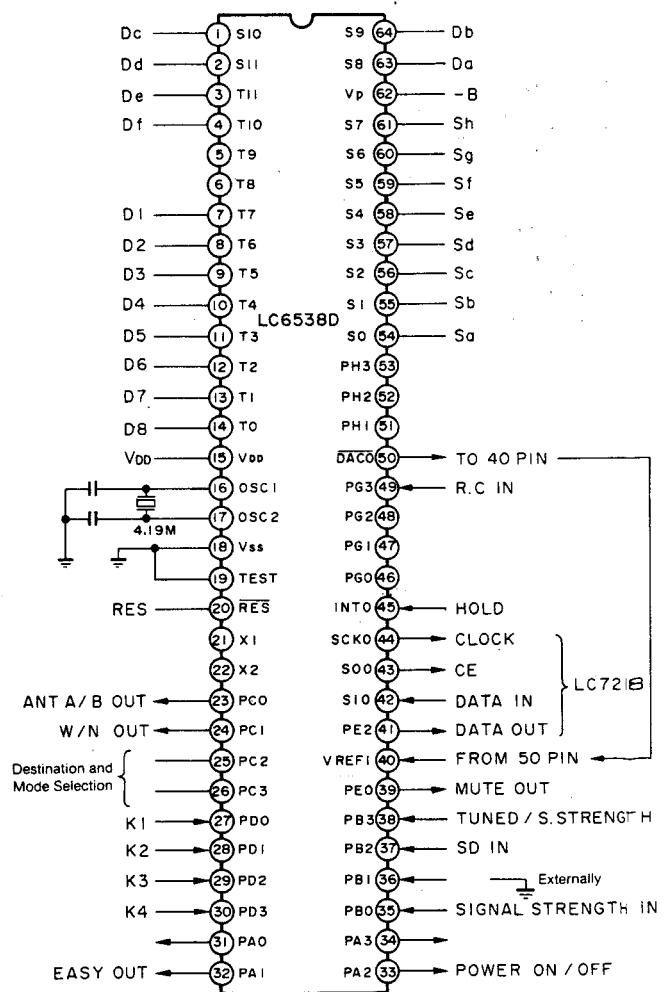 Dc 1 S10 S9 64 Db
Dd 2 S11 S8 63 Da
De 3 T11 Vp 62 -B
Df 4 T10 S7 61 Sh
5 T9 S6 60 Sg
6 T8 S5 59 Sf
D1 7 T7 S4 58 Se
D2 8 T6 S3 57 Sd
D3 9 T5 S2 56 Sc
D4 10 T4 S1 55 Sb
LC6538D
D5 11 T3 S0 54 Sa
D6 12 T2 PH3 53
D7 13 T1 PH2 52
D8 14 T0 PH1 51
VDD 15 VDD DACO 50 TO 40 PIN
16 OSC1 PG3 49 R.C IN
17 OSC2 PG2 48
4.19M
18 Vss PG1 47
19 TEST PG0 46
RES 20 RES INTO 45 HOLD
21 X1 SCKO 44 CLOCK
22 X2 SOO 43 CE
LC7218
ANT A/B OUT 23 PC0 SIO 42 DATA IN
W/N OUT 24 PC1 PE2 41 DATA OUT
25 PC2 VREF1 40 FROM 50 PIN
Destination and
Mode Selection
26 PC3 PE0 39 MUTE OUT
K1 27 PD0 PB3 38 TUNED / S.STRENGTH
K2 28 PD1 PB2 37 SD IN
K3 29 PD2 PB1 36 Externally
K4 30 PD3 PB0 35 SIGNAL STRENGTH IN
31 PA0 PA3 34
EASY OUT 32 PA1 PA2 33 POWER ON / OFF